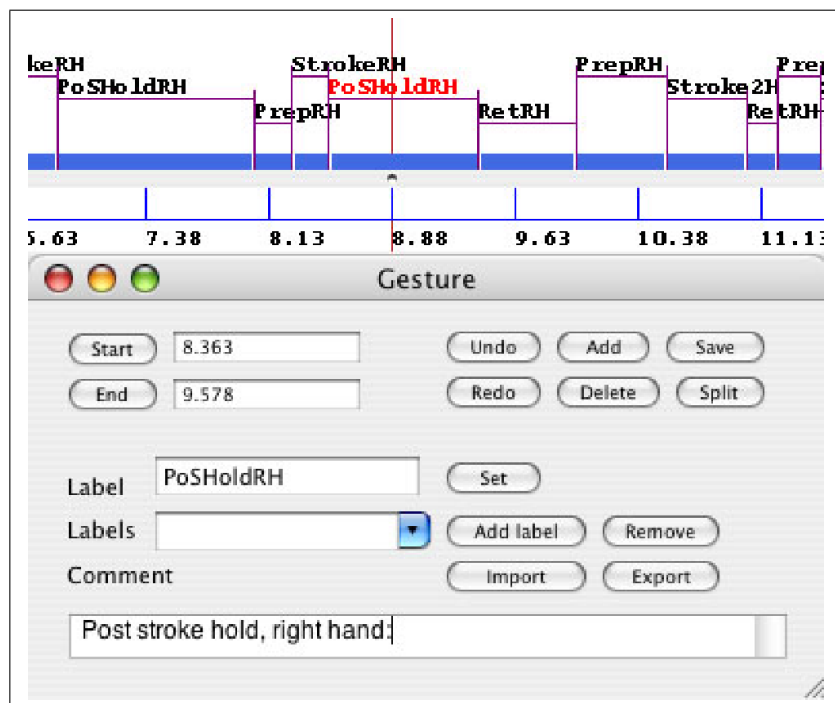 keRH StrokeRH PrepRH Prep
PoSHoldRH PoSHoldRH Stroke2H
PrepRH RetRH RetRH
5.63 7.38 8.13 8.88 9.63 10.38 11.13
Gesture
Start 8.363 Undo Add Save
End 9.578 Redo Delete Split
Label PoSHoldRH Set
Labels Add label Remove
Comment Import Export
Post stroke hold, right hand: